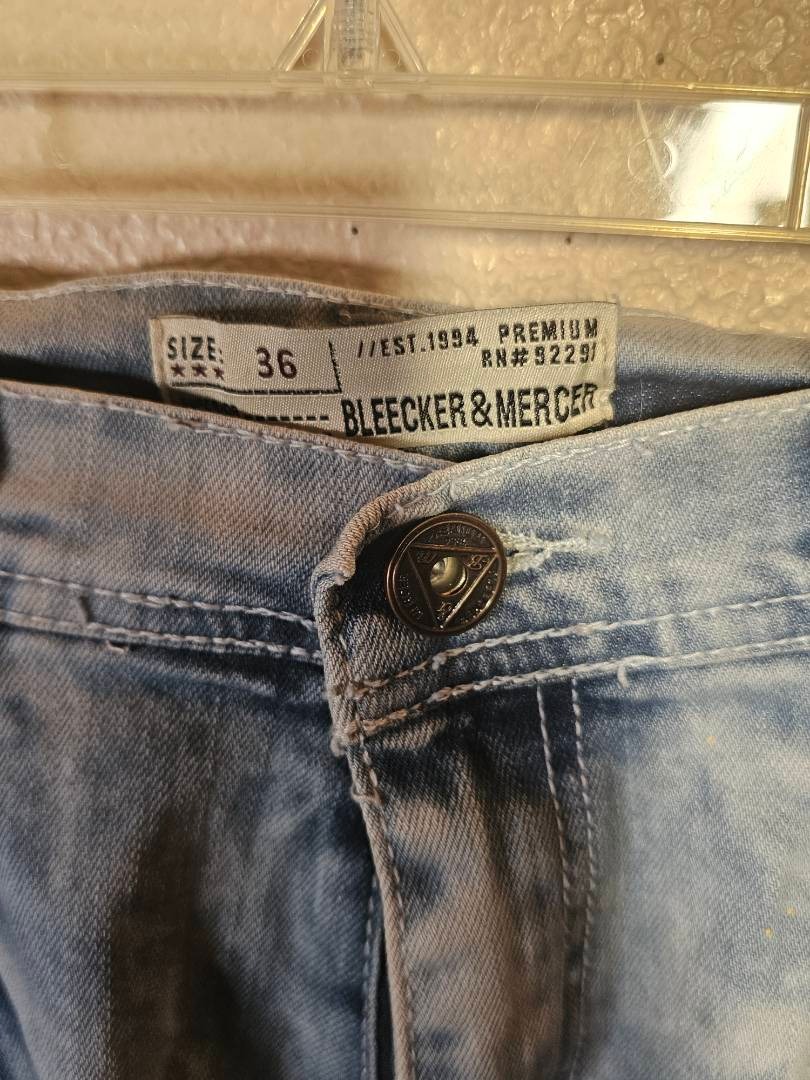 SIZE: 36
//EST.1994 PREMIUM
RN# 92291
BLEECKER&MERCER